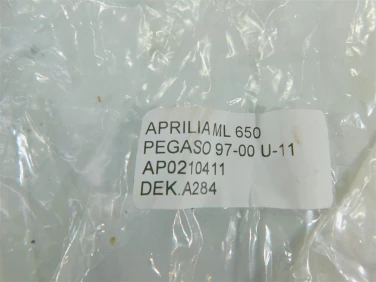 APRILIA ML 650
PEGASO 97-00 U-11
AP0210411
DEK.A284